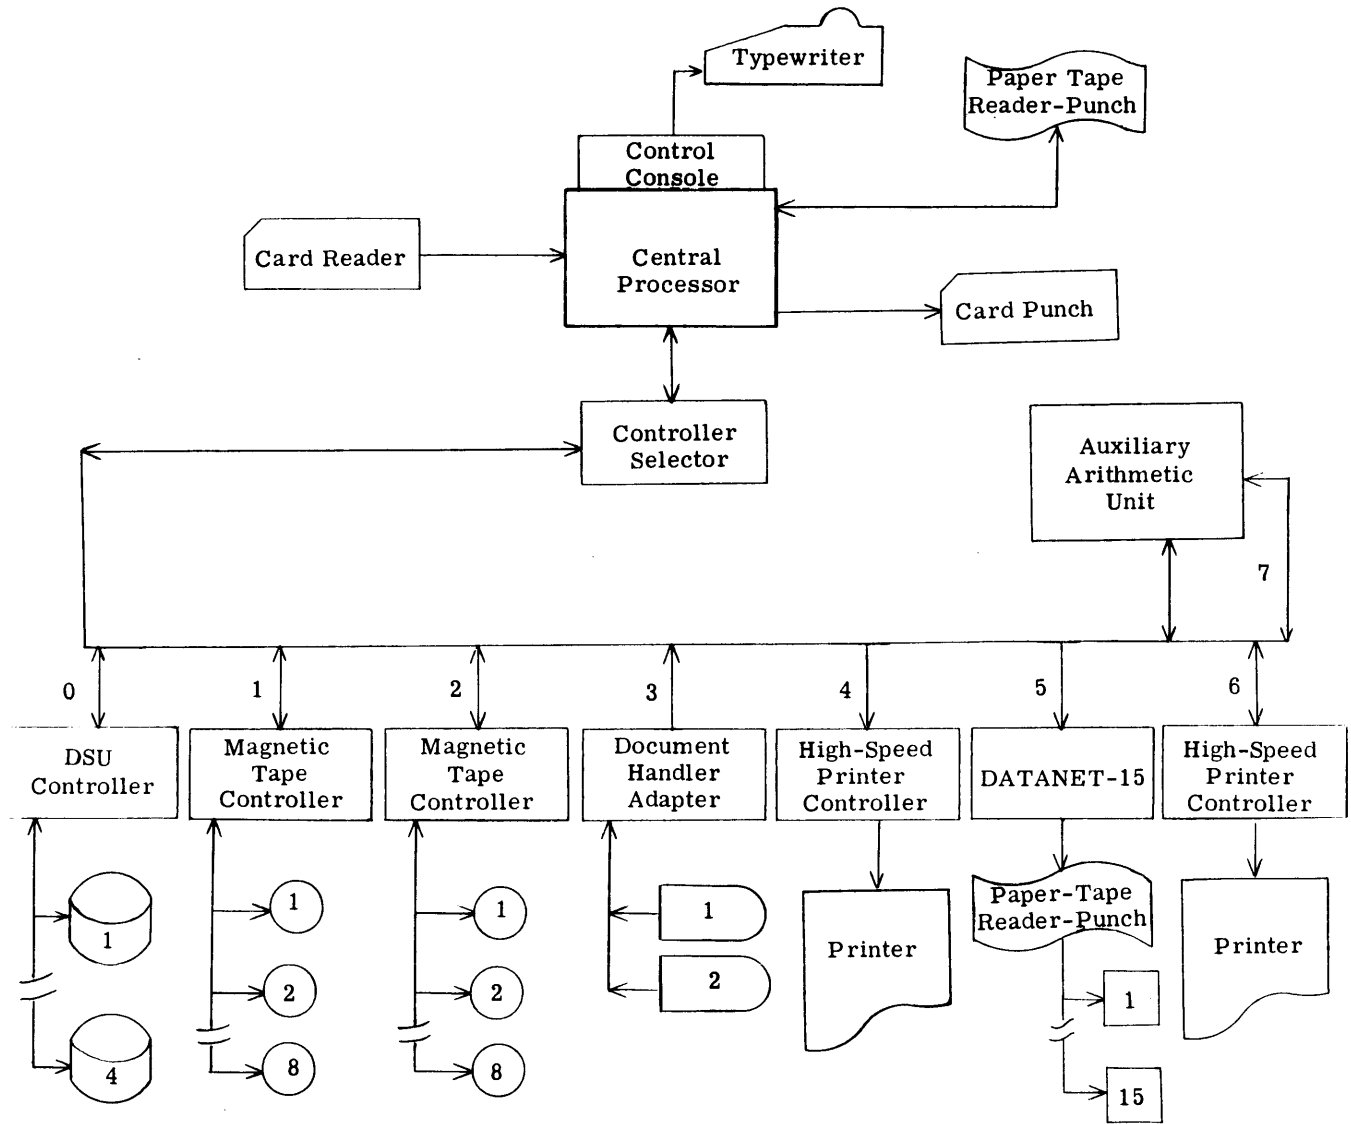 Typewriter
Paper Tape
Reader-Punch
Control
Console
Card Reader
Central
Processor
Card Punch
Controller
Selector
Auxiliary
Arithmetic
Unit
7
0
1
2
3
4
5
6
DSU
Controller
Magnetic
Tape
Controller
Magnetic
Tape
Controller
Document
Handler
Adapter
High-Speed
Printer
Controller
DATANET-15
High-Speed
Printer
Controller
1
4
1
2
8
1
2
8
1
2
Printer
Paper-Tape
Reader-Punch
1
15
Printer